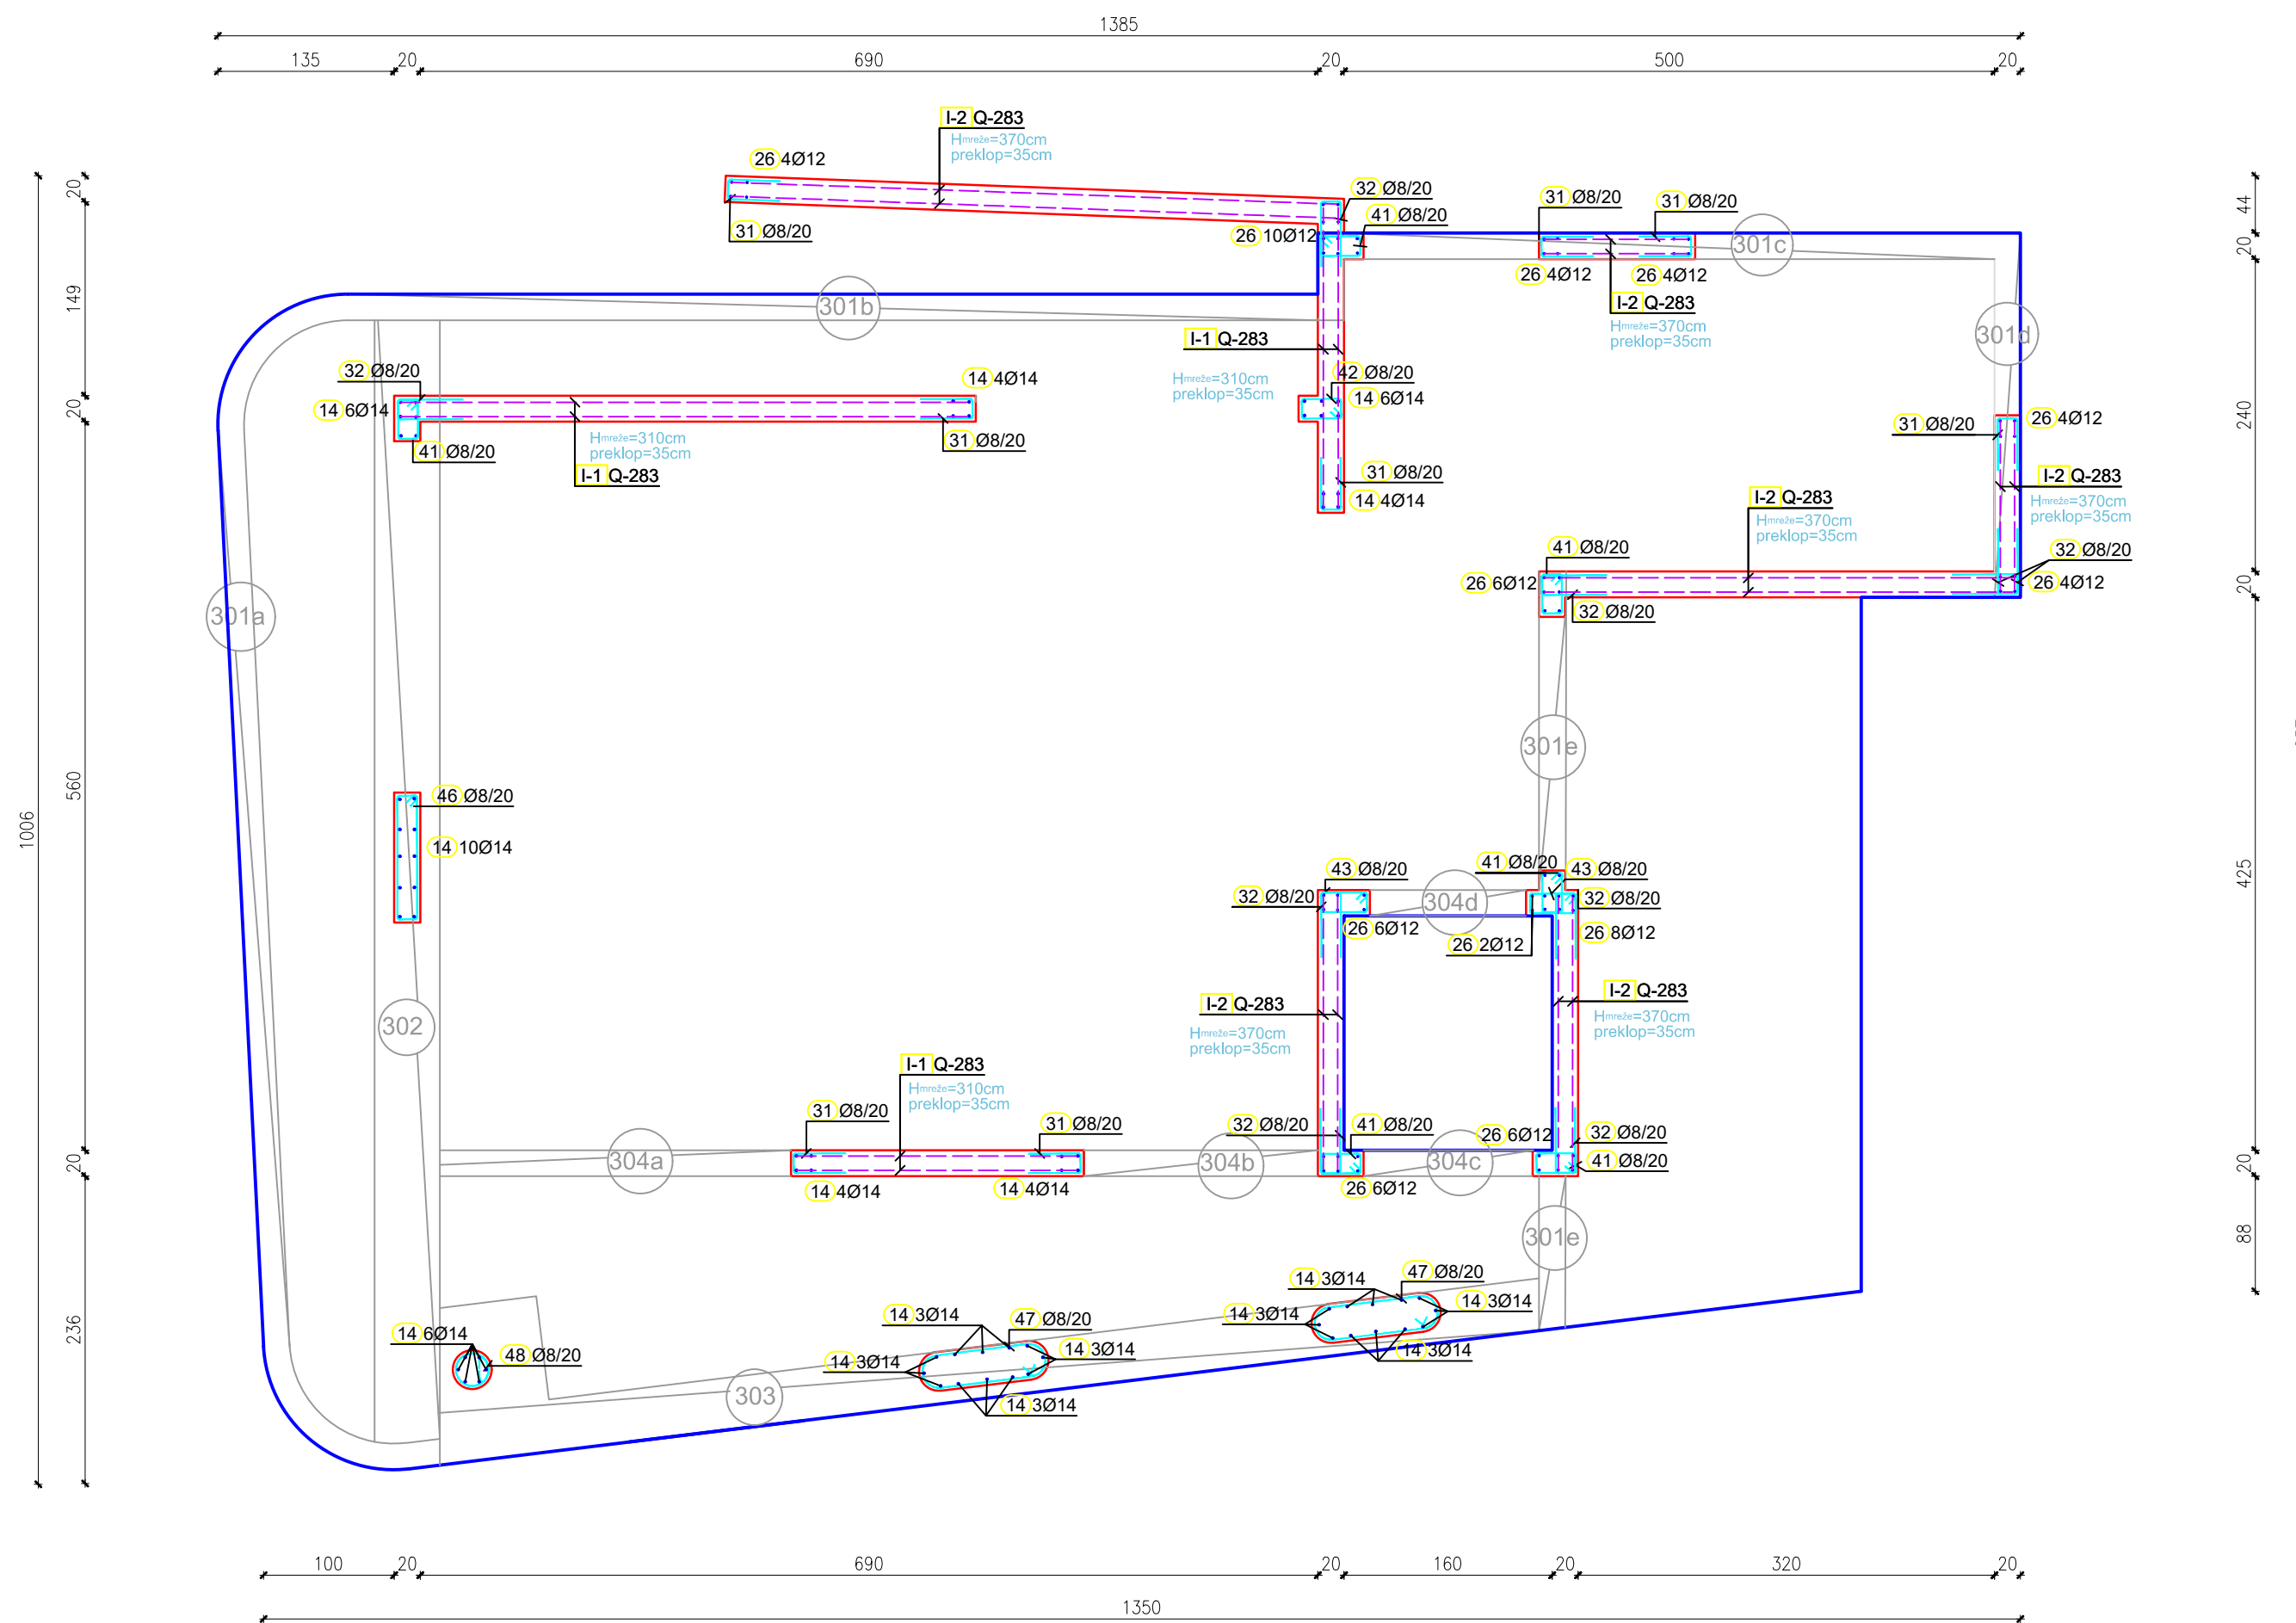 1385
135
20
690
20
500
20
I-2 Q-283
Hmreže=370cm
preklop=35cm
26 4Ø12
31 Ø8/20
32 Ø8/20
41 Ø8/20
26 10Ø12
31 Ø8/20
31 Ø8/20
301c
26 4Ø12
26 4Ø12
I-2 Q-283
Hmreže=370cm
preklop=35cm
301b
301d
I-1 Q-283
Hmreže=310cm
preklop=35cm
42 Ø8/20
14 6Ø14
32 Ø8/20
14 6Ø14
41 Ø8/20
14 4Ø14
31 Ø8/20
Hmreže=310cm
preklop=35cm
I-1 Q-283
31 Ø8/20
14 4Ø14
31 Ø8/20
26 4Ø12
I-2 Q-283
Hmreže=370cm
preklop=35cm
I-2 Q-283
Hmreže=370cm
preklop=35cm
32 Ø8/20
26 4Ø12
41 Ø8/20
26 6Ø12
32 Ø8/20
301a
301e
46 Ø8/20
14 10Ø14
302
43 Ø8/20
32 Ø8/20
26 6Ø12
304d
41 Ø8/20
43 Ø8/20
32 Ø8/20
26 2Ø12
26 8Ø12
I-2 Q-283
Hmreže=370cm
preklop=35cm
I-2 Q-283
Hmreže=370cm
preklop=35cm
I-1 Q-283
Hmreže=310cm
preklop=35cm
31 Ø8/20
31 Ø8/20
32 Ø8/20
41 Ø8/20
26 6Ø12
32 Ø8/20
41 Ø8/20
304a
304b
304c
14 4Ø14
14 4Ø14
26 6Ø12
301e
14 3Ø14
47 Ø8/20
14 3Ø14
14 3Ø14
14 3Ø14
14 3Ø14
47 Ø8/20
14 3Ø14
14 3Ø14
14 3Ø14
14 6Ø14
48 Ø8/20
303
1006
20
149
20
560
20
236
44
20
240
20
425
20
88
100
20
690
20
160
20
320
20
1350